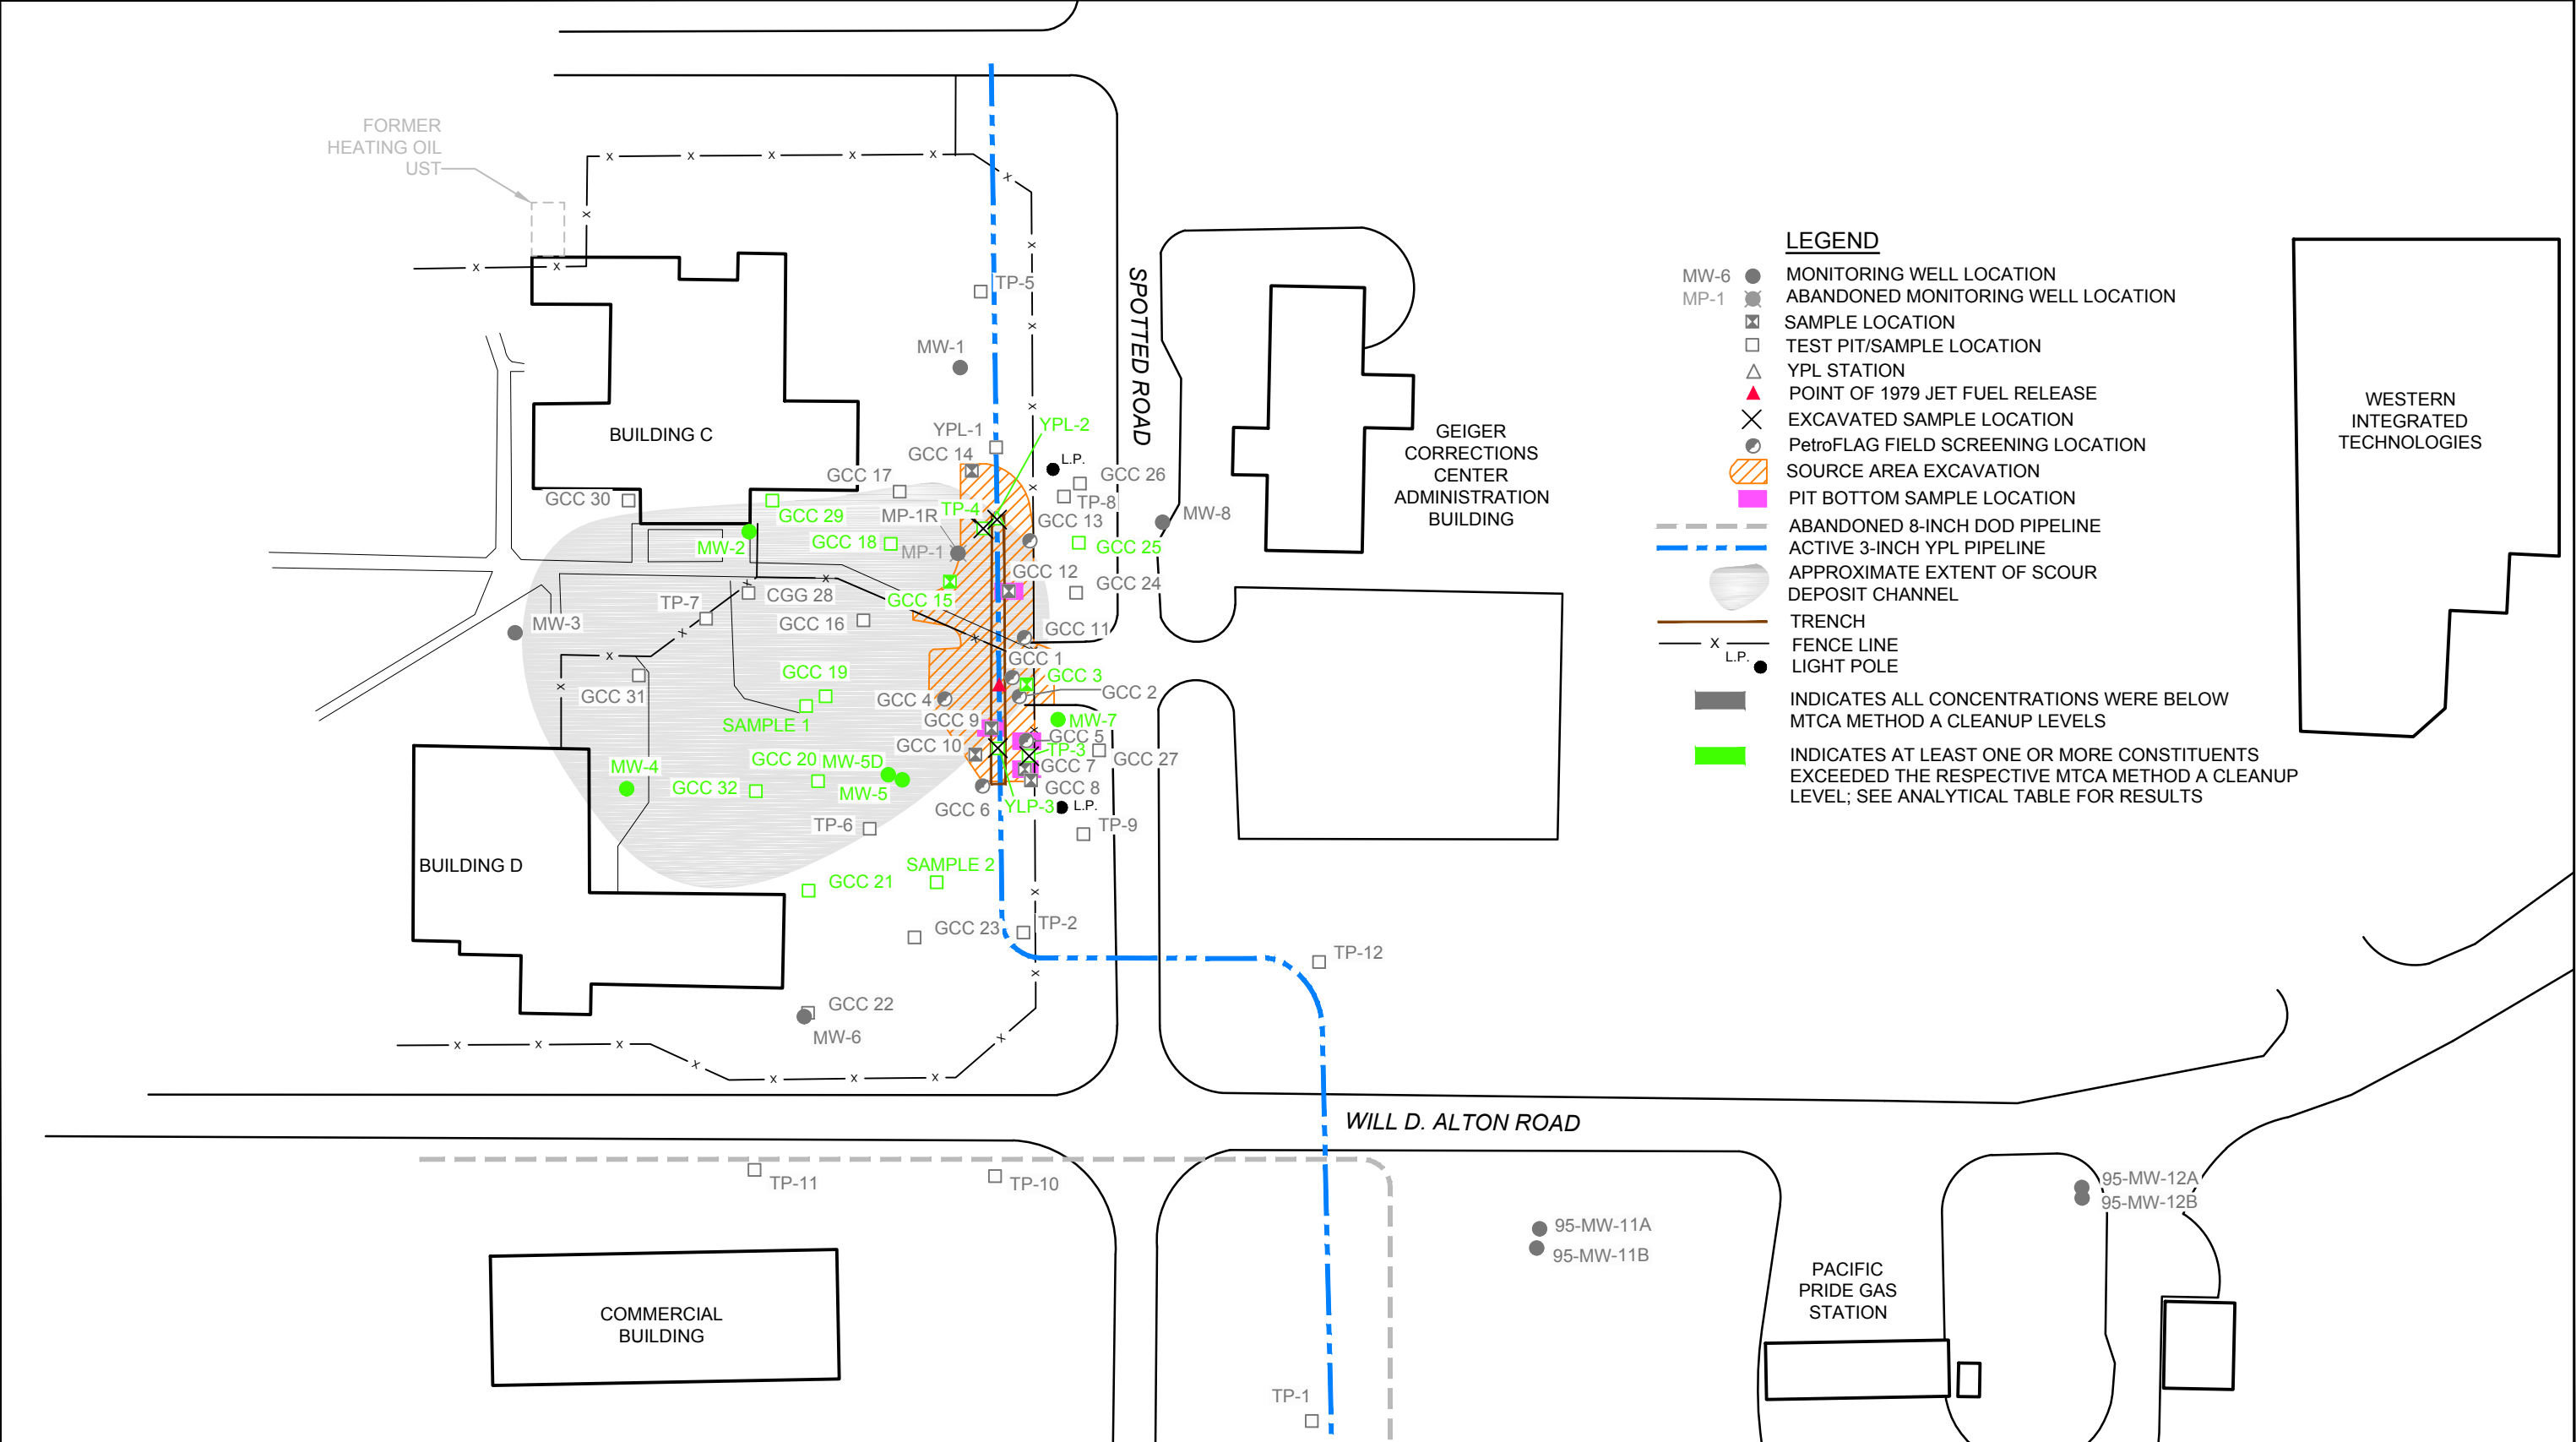 FORMER
HEATING OIL
UST
TP-5
MW-1
SPOTTED ROAD
BUILDING C
YPL-1
YPL-2
GCC 14
L.P.
GCC 17
GCC 26
TP-8
GCC 30
GCC 29
MP-1R
TP-4
GCC 13
MW-8
MW-2
GCC 18
MP-1
GCC 25
GCC 12
GCC 24
CGG 28
GCC 15
TP-7
MW-3
GCC 16
GCC 11
GCC 1
GCC 19
GCC 3
GCC 31
GCC 4
GCC 2
SAMPLE 1
GCC 9
MW-7
GCC 5
GCC 10
TP-3
GCC 27
MW-4
GCC 20
MW-5D
GCC 7
GCC 32
MW-5
GCC 8
GCC 6
YLP-3
L.P.
TP-6
TP-9
BUILDING D
SAMPLE 2
GCC 21
GCC 23
TP-2
TP-12
GCC 22
MW-6
GEIGER
CORRECTIONS
CENTER
ADMINISTRATION
BUILDING
LEGEND
MW-6 MONITORING WELL LOCATION
MP-1 ABANDONED MONITORING WELL LOCATION
SAMPLE LOCATION
TEST PIT/SAMPLE LOCATION
YPL STATION
POINT OF 1979 JET FUEL RELEASE
EXCAVATED SAMPLE LOCATION
PetroFLAG FIELD SCREENING LOCATION
SOURCE AREA EXCAVATION
PIT BOTTOM SAMPLE LOCATION
ABANDONED 8-INCH DOD PIPELINE
ACTIVE 3-INCH YPL PIPELINE
APPROXIMATE EXTENT OF SCOUR
DEPOSIT CHANNEL
TRENCH
X FENCE LINE
L.P. LIGHT POLE
INDICATES ALL CONCENTRATIONS WERE BELOW
MTCA METHOD A CLEANUP LEVELS
INDICATES AT LEAST ONE OR MORE CONSTITUENTS
EXCEEDED THE RESPECTIVE MTCA METHOD A CLEANUP
LEVEL; SEE ANALYTICAL TABLE FOR RESULTS
WESTERN
INTEGRATED
TECHNOLOGIES
WILL D. ALTON ROAD
TP-11
TP-10
95-MW-12A
95-MW-12B
95-MW-11A
95-MW-11B
COMMERCIAL
BUILDING
PACIFIC
PRIDE GAS
STATION
TP-1